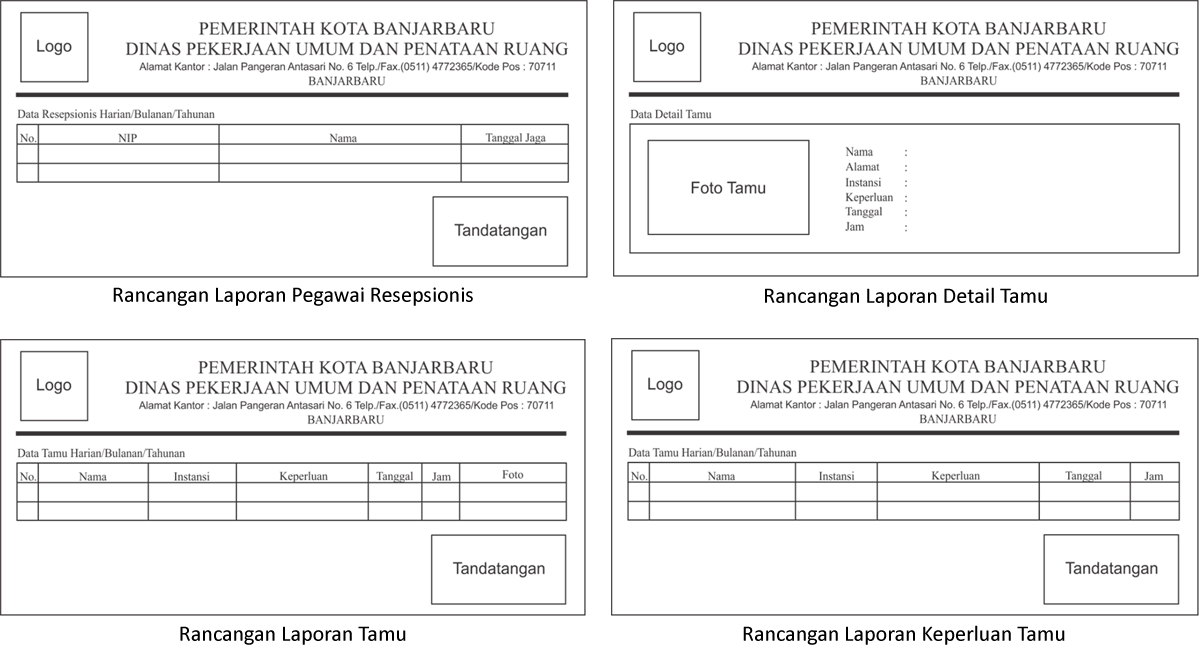 Logo
PEMERINTAH KOTA BANJARBARU
DINAS PEKERJAAN UMUM DAN PENATAAN RUANG
Alamat Kantor : Jalan Pangeran Antasari No. 6 Telp./Fax.(0511) 4772365/Kode Pos : 70711
BANJARBARU
Data Resepsionis Harian/Bulanan/Tahunan
No. NIP Nama Tanggal Jaga
Tandatangan
Rancangan Laporan Pegawai Resepsionis
Logo
PEMERINTAH KOTA BANJARBARU
DINAS PEKERJAAN UMUM DAN PENATAAN RUANG
Alamat Kantor : Jalan Pangeran Antasari No. 6 Telp./Fax.(0511) 4772365/Kode Pos : 70711
BANJARBARU
Data Detail Tamu
Foto Tamu
Nama :
Alamat :
Instansi :
Keperluan :
Tanggal :
Jam :
Rancangan Laporan Detail Tamu
Logo
PEMERINTAH KOTA BANJARBARU
DINAS PEKERJAAN UMUM DAN PENATAAN RUANG
Alamat Kantor : Jalan Pangeran Antasari No. 6 Telp./Fax.(0511) 4772365/Kode Pos : 70711
BANJARBARU
Data Tamu Harian/Bulanan/Tahunan
No. Nama Instansi Keperluan Tanggal Jam Foto
Tandatangan
Rancangan Laporan Tamu
Logo
PEMERINTAH KOTA BANJARBARU
DINAS PEKERJAAN UMUM DAN PENATAAN RUANG
Alamat Kantor : Jalan Pangeran Antasari No. 6 Telp./Fax.(0511) 4772365/Kode Pos : 70711
BANJARBARU
Data Tamu Harian/Bulanan/Tahunan
No. Nama Instansi Keperluan Tanggal Jam
Tandatangan
Rancangan Laporan Keperluan Tamu